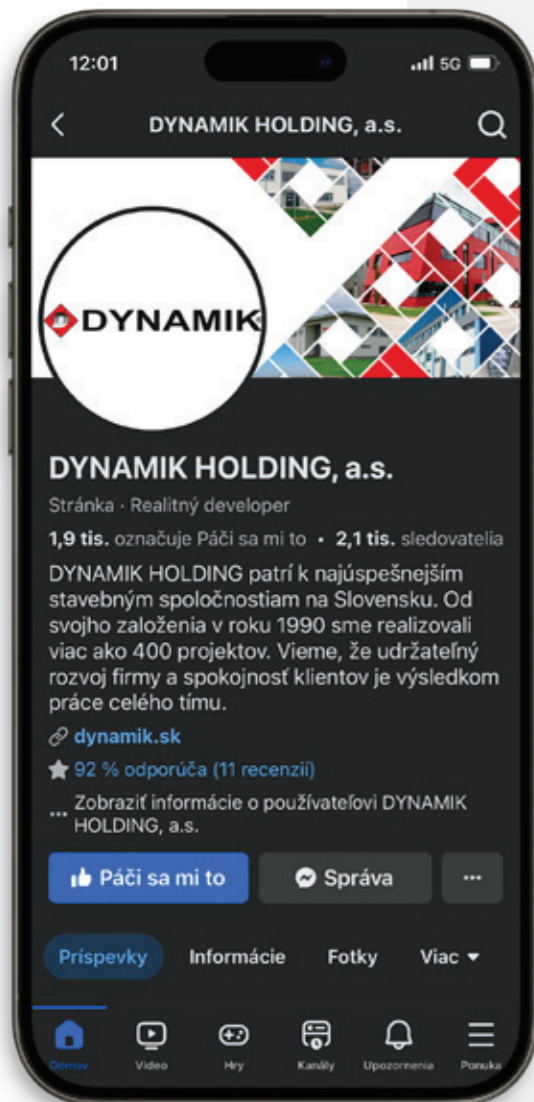 12:01
5G
DYNAMIK HOLDING, a.s.
DYNAMIK
DYNAMIK HOLDING, a.s.
Stránka · Realitný developer
1,9 tis. označuje Páči sa mi to • 2,1 tis. sledovatelia
DYNAMIK HOLDING patrí k najúspešnejším
stavebným spoločnostiam na Slovensku. Od
svojho založenia v roku 1990 sme realizovali
viac ako 400 projektov. Vieme, že udržateľný
rozvoj firmy a spokojnosť klientov je výsledkom
práce celého tímu.
dynamik.sk
92 % odporúča (11 recenzií)
... Zobraziť informácie o používateľovi DYNAMIK
HOLDING, a.s.
Páči sa mi to
Správa
...
Príspevky Informácie Fotky Viac
Domov Video Hry Kanály Upozornenia Ponuka